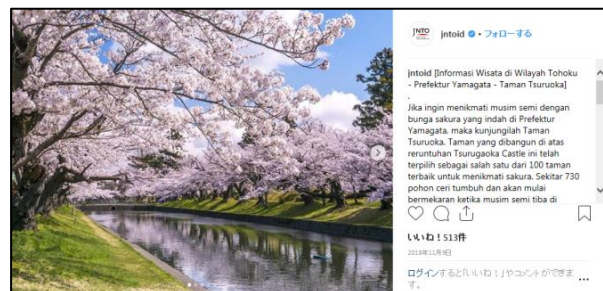 JNTO
jntoid • フォローする
jntoid [Informasi Wisata di Wilayah Tohoku
- Prefektur Yamagata - Taman Tsuruoka]
.
Jika ingin menikmati musim semi dengan
bunga sakura yang indah di Prefektur
Yamagata, maka kunjungilah Taman
Tsuruoka. Taman yang dibangun di atas
reruntuhan Tsurugaoka Castle ini telah
terpilih sebagai salah satu dari 100 taman
terbaik untuk menikmati sakura. Sekitar 730
pohon ceri tumbuh dan akan mulai
bermekaran ketika musim semi tiba di
いいね!513件
2018年11月9日
ログインすると「いいね!」やコメントができま
す。